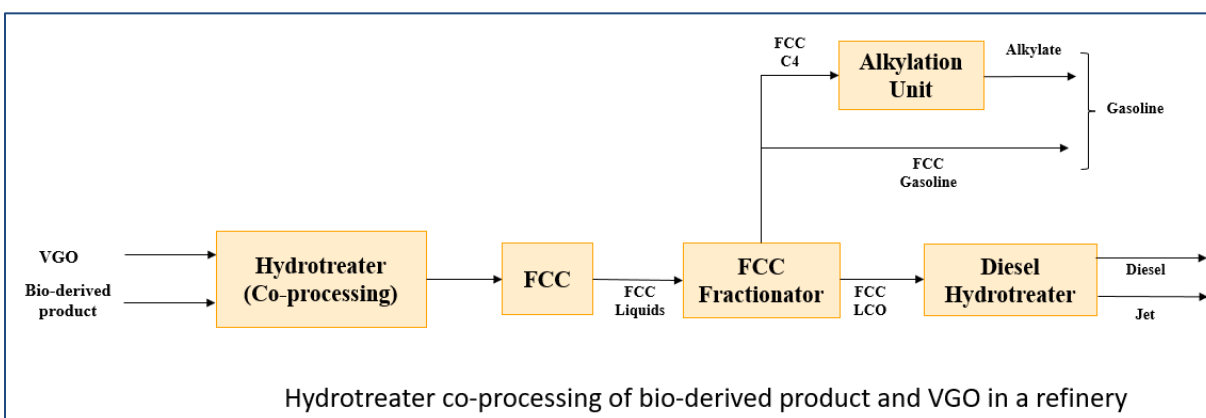 FCC
C4
Alkylation
Unit
Alkylate
Gasoline
FCC
Gasoline
VGO
Bio-derived
product
Hydrotreater
(Co-processing)
FCC
FCC
Liquids
FCC
Fractionator
FCC
LCO
Diesel
Hydrotreater
Diesel
Jet
Hydrotreater co-processing of bio-derived product and VGO in a refinery